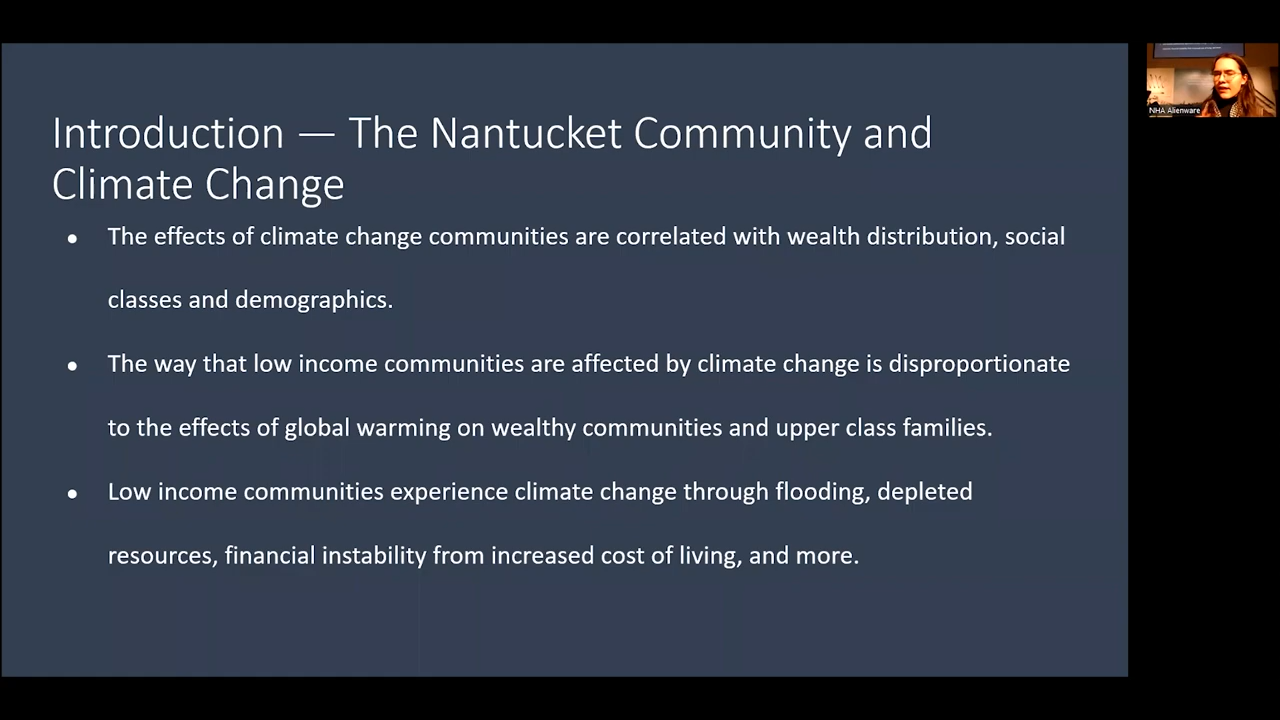 Introduction — The Nantucket Community and
Climate Change
● The effects of climate change communities are correlated with wealth distribution, social
classes and demographics.
● The way that low income communities are affected by climate change is disproportionate
to the effects of global warming on wealthy communities and upper class families.
● Low income communities experience climate change through flooding, depleted
resources, financial instability from increased cost of living, and more.
NHA Alienware